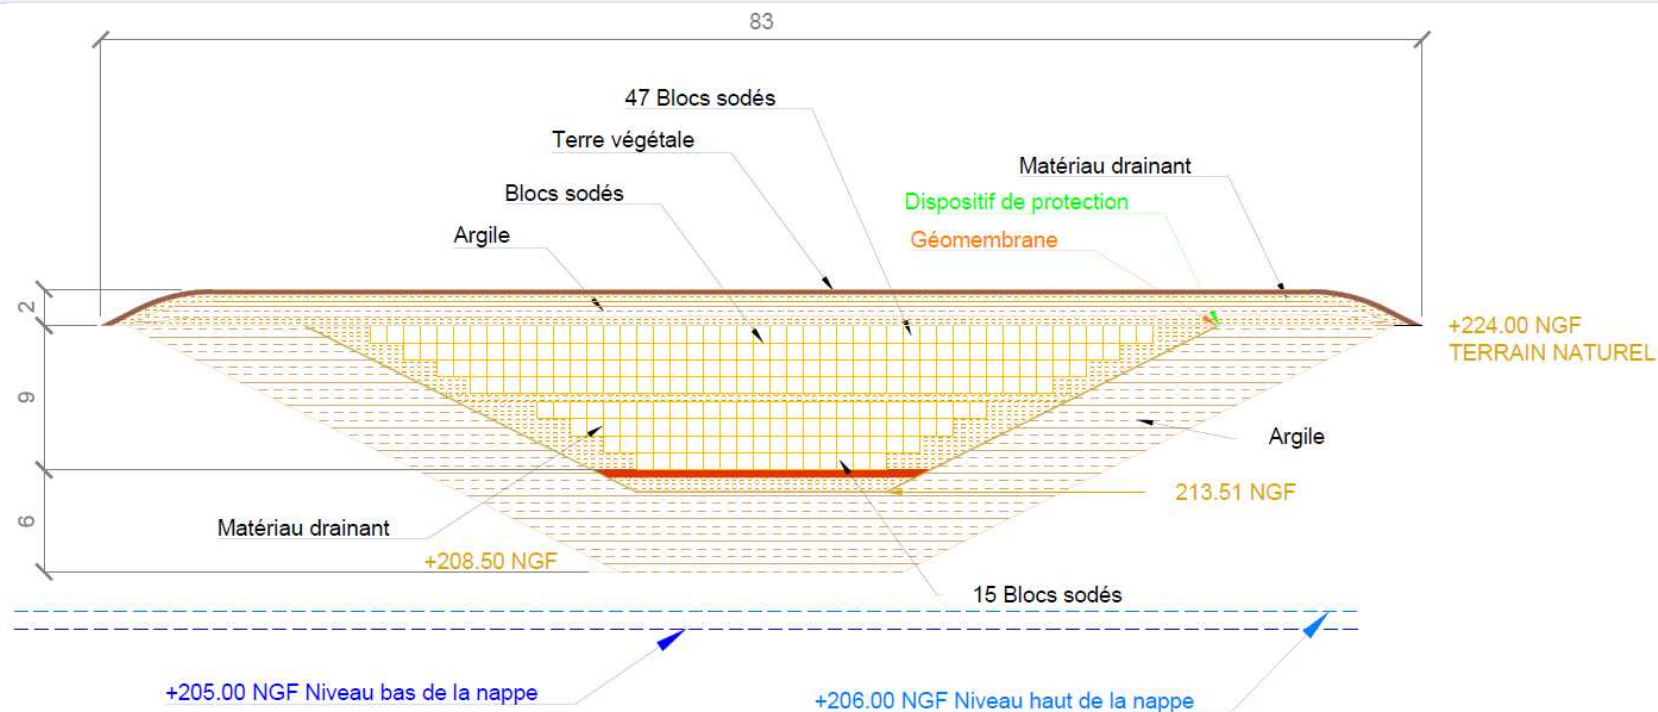 83
47 Blocs sodés
Terre végétale
Matériau drainant
Blocs sodés
Dispositif de protection
Argile
Géomembrane
2
+224.00 NGF
TERRAIN NATUREL
9
Argile
213.51 NGF
6
Matériau drainant
+208.50 NGF
15 Blocs sodés
+205.00 NGF Niveau bas de la nappe
+206.00 NGF Niveau haut de la nappe